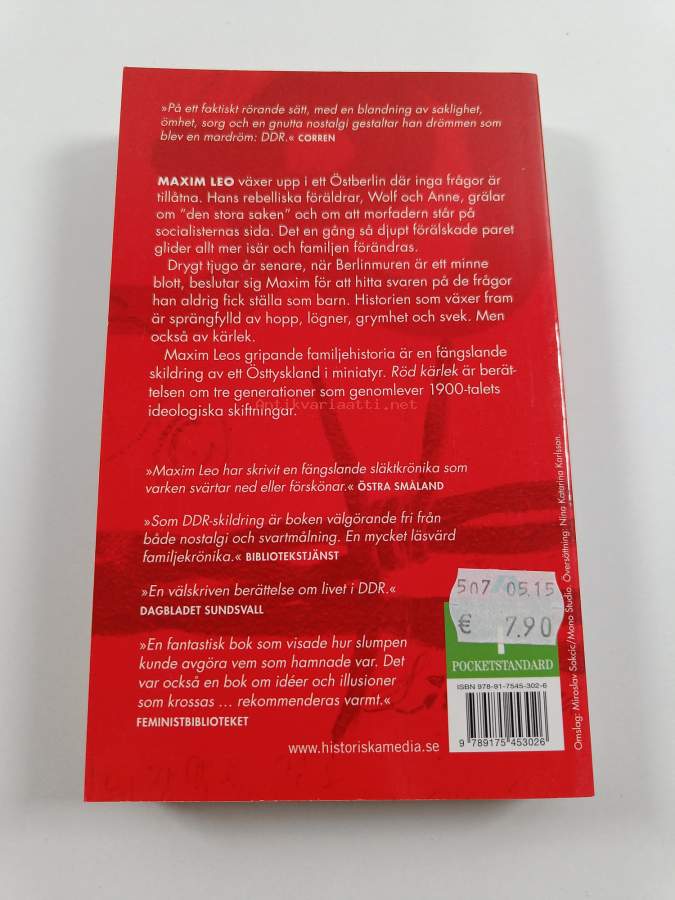 »På ett faktiskt rörande sätt, med en blandning av saklighet,
ömhet, sorg och en gnutta nostalgi gestaltar han drömmen som
blev en mardröm: DDR.« CORREN
MAXIM LEO växer upp i ett Östberlin där inga frågor är
tillåtna. Hans rebelliska föräldrar, Wolf och Anne, grälar
om ”den stora saken” och om att morfadern står på
socialisternas sida. Det en gång så djupt förälskade paret
glider allt mer isär och familjen förändras.
Drygt tjugo år senare, när Berlinmuren är ett minne
blott, beslutar sig Maxim för att hitta svaren på de frågor
han aldrig fick ställa som barn. Historien som växer fram
är sprängfylld av hopp, lögner, grymhet och svek. Men
också av kärlek.
Maxim Leos gripande familjehistoria är en fängslande
skildring av ett Östtyskland i miniatyr. Röd kärlek är berät-
telsen om tre generationer som genomlever 1900-talets
ideologiska skiftningar.
Antikvariaatti.net
»Maxim Leo har skrivit en fängslande släktkrönika som
varken svärtar ned eller förskönar.« ÖSTRA SMÅLAND
»Som DDR-skildring är boken välgörande fri från
både nostalgi och svartmålning. En mycket läsvärd
familjekrönika.« BIBLIOTEKSTJÄNST
»En välskriven berättelse om livet i DDR.«
DAGBLADET SUNDSVALL
»En fantastisk bok som visade hur slumpen
kunde avgöra vem som hamnade var. Det
var också en bok om idéer och illusioner
som krossas ... rekommenderas varmt.«
FEMINISTBIBLIOTEKET
www.historiskamedia.se
507 05.15
€ 7.90
POCKETSTANDARD
ISBN 978-91-7545-302-6
9 789175 453026
Omslag: Miroslav Sokcic/Mono Studio. Översättning: Nina Katarina Karlsson.